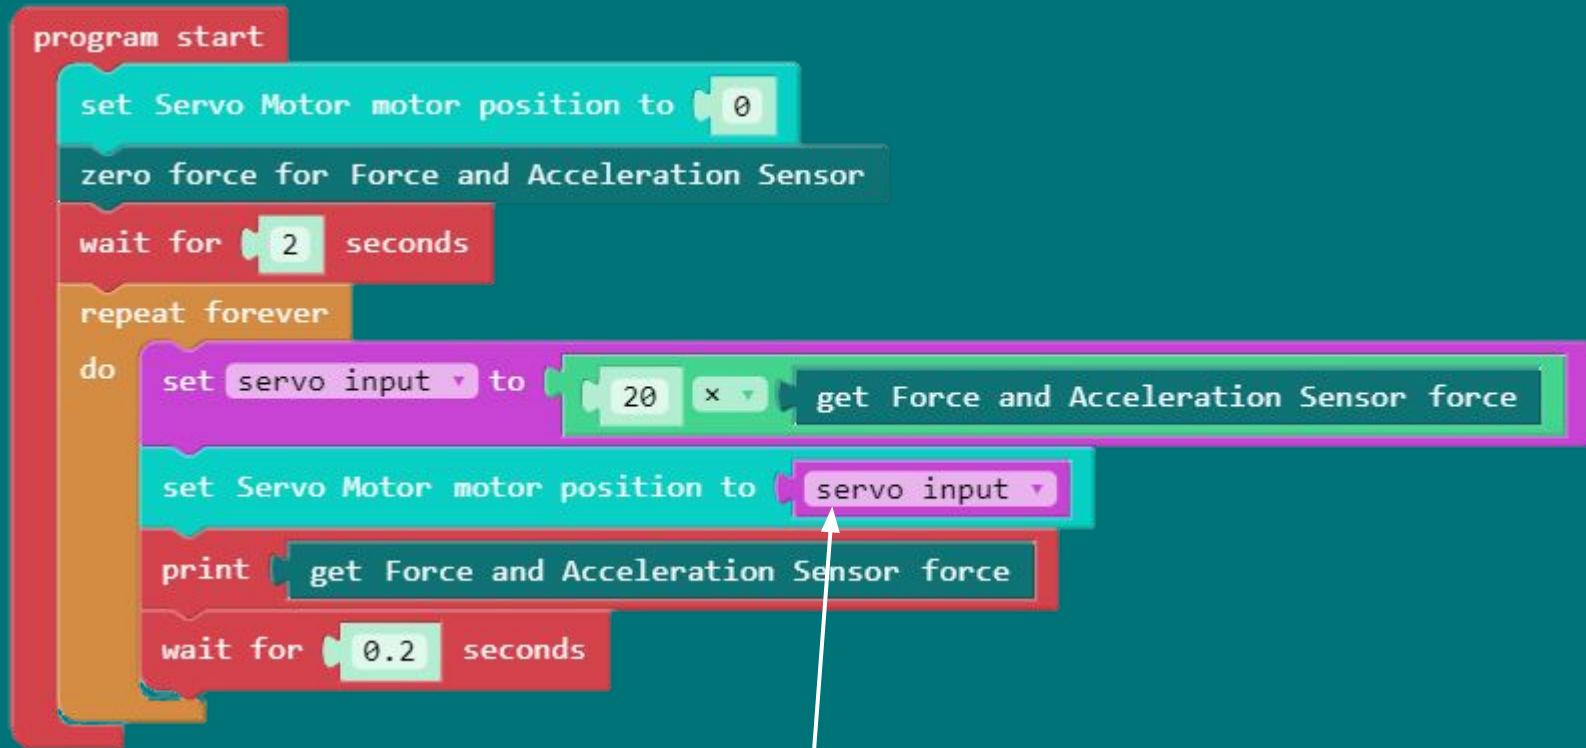 program start
set Servo Motor motor position to 0
zero force for Force and Acceleration Sensor
wait for 2 seconds
repeat forever
do set servo input to 20 × get Force and Acceleration Sensor force
set Servo Motor motor position to servo input
print get Force and Acceleration Sensor force
wait for 0.2 seconds